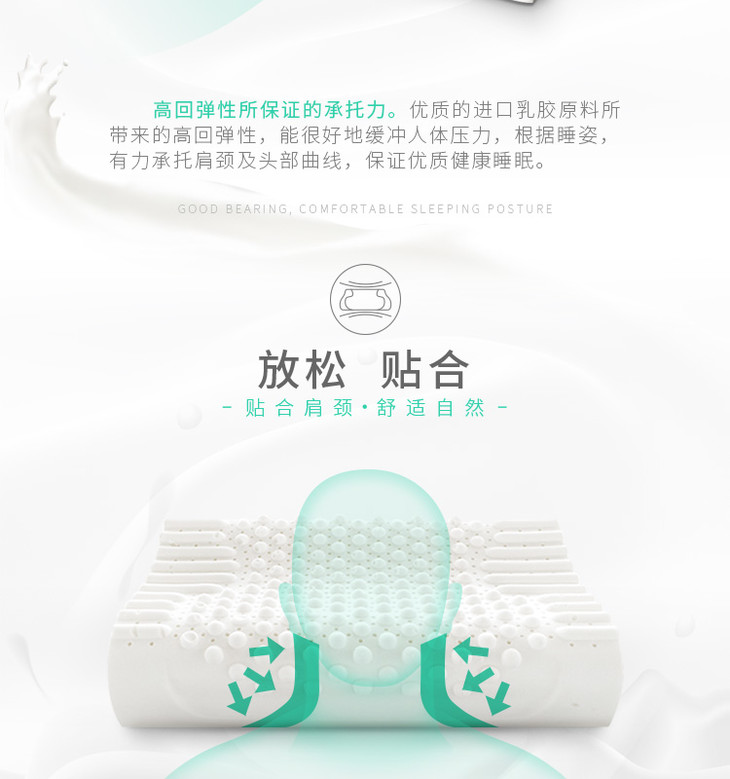 高回弹性所保证的承托力。优质的进口乳胶原料所
带来的高回弹性，能很好地缓冲人体压力，根据睡姿，
有力承托肩颈及头部曲线，保证优质健康睡眠。
GOOD BEARING, COMFORTABLE SLEEPING POSTURE
放松 贴合
- 贴合肩颈·舒适自然 -